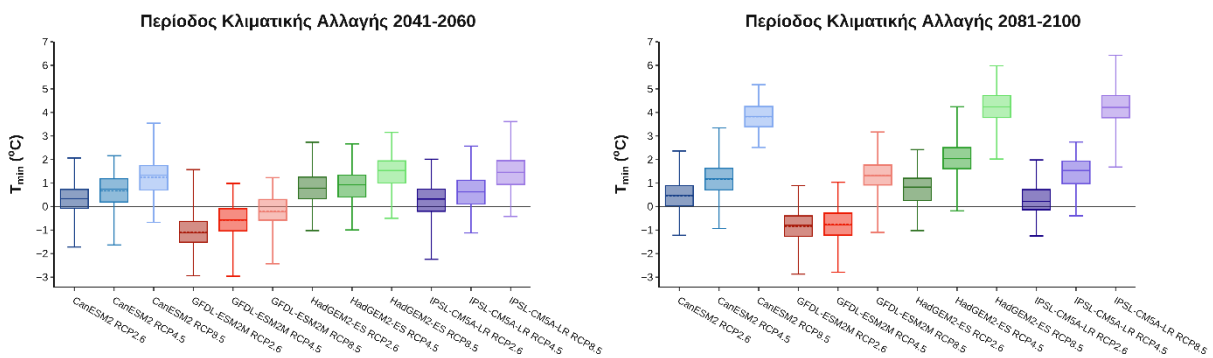 Περίοδος Κλιματικής Αλλαγής 2041-2060
7
6
5
4
3
2
1
0
−1
−2
−3
Tmin (⁰C)
CanESM2 RCP2.6
CanESM2 RCP4.5
CanESM2 RCP8.5
GFDL-ESM2M RCP2.6
GFDL-ESM2M RCP4.5
GFDL-ESM2M RCP8.5
HadGEM2-ES RCP2.6
HadGEM2-ES RCP4.5
HadGEM2-ES RCP8.5
IPSL-CM5A-LR RCP2.6
IPSL-CM5A-LR RCP4.5
IPSL-CM5A-LR RCP8.5
Περίοδος Κλιματικής Αλλαγής 2081-2100
7
6
5
4
3
2
1
0
−1
−2
−3
Tmin (⁰C)
CanESM2 RCP2.6
CanESM2 RCP4.5
CanESM2 RCP8.5
GFDL-ESM2M RCP2.6
GFDL-ESM2M RCP4.5
GFDL-ESM2M RCP8.5
HadGEM2-ES RCP2.6
HadGEM2-ES RCP4.5
HadGEM2-ES RCP8.5
IPSL-CM5A-LR RCP2.6
IPSL-CM5A-LR RCP4.5
IPSL-CM5A-LR RCP8.5